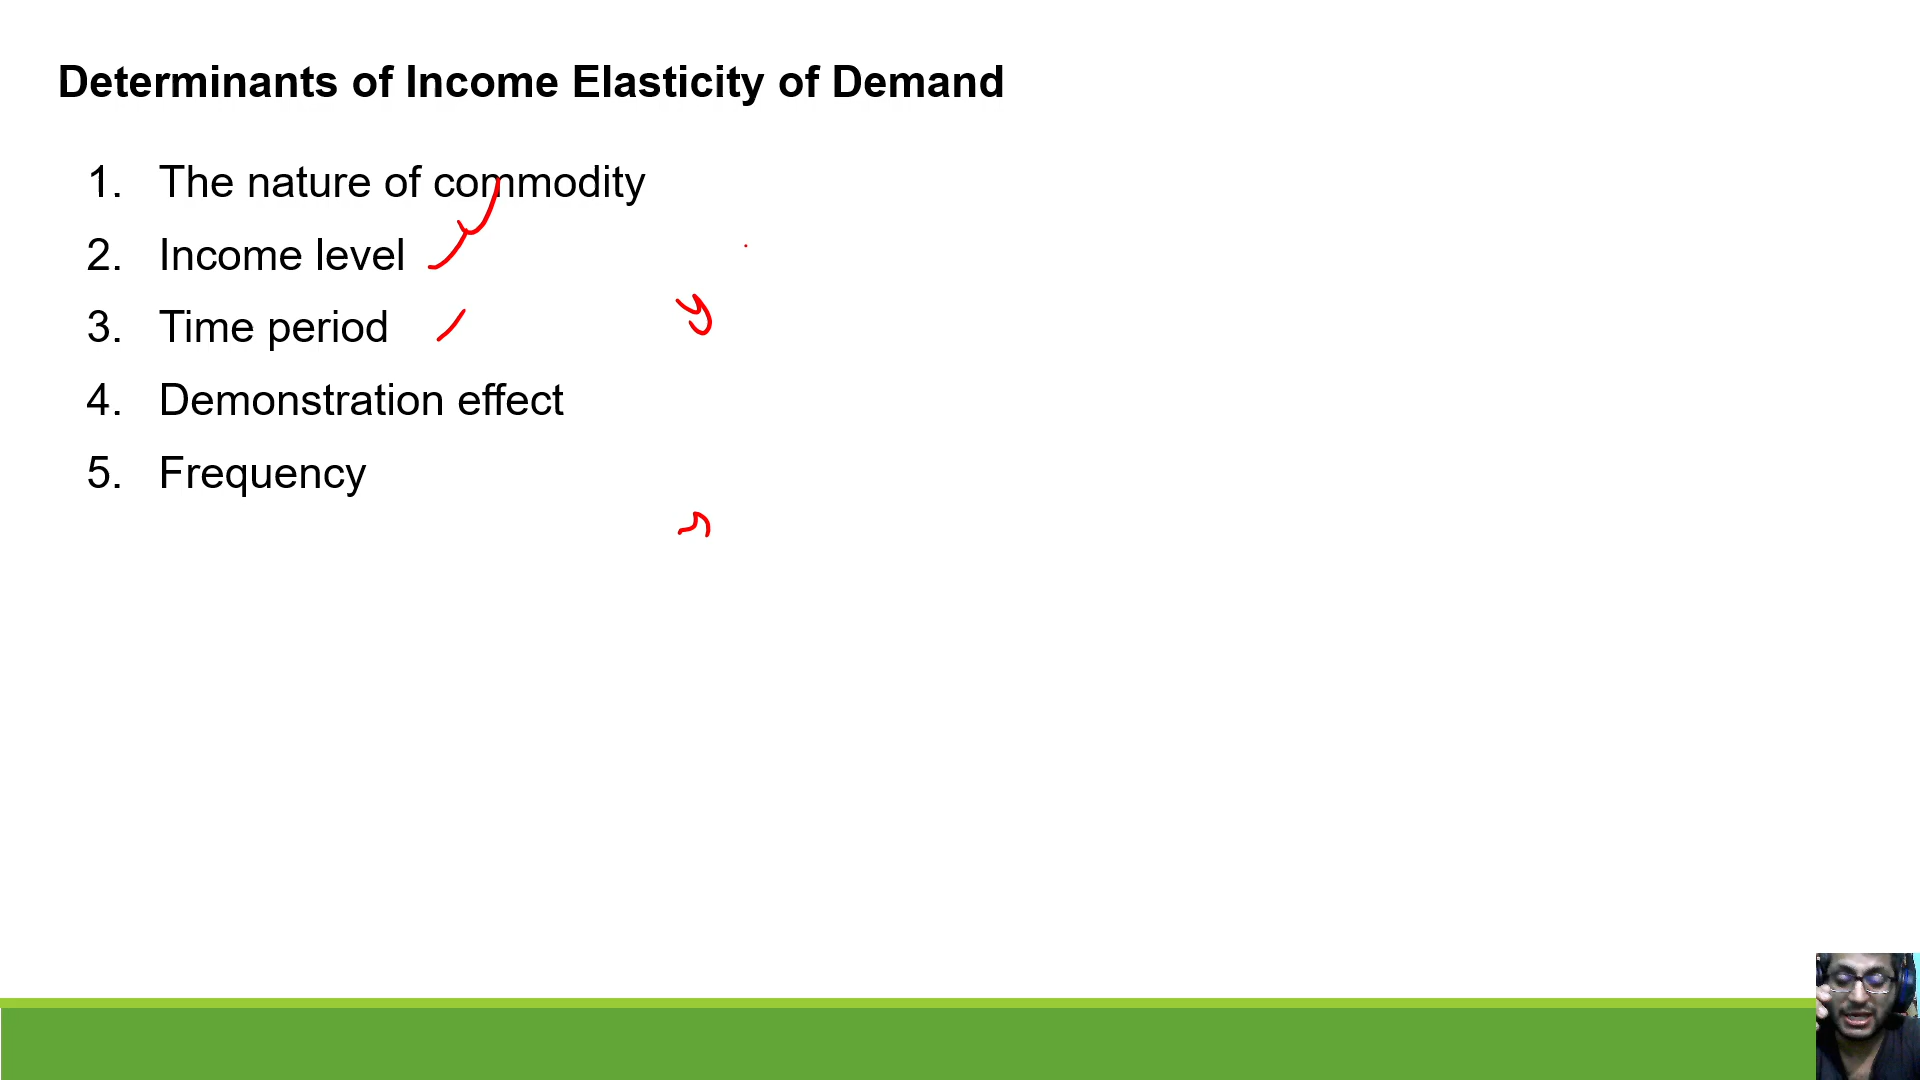 Determinants of Income Elasticity of Demand
1. The nature of commodity
2. Income level
3. Time period
4. Demonstration effect
5. Frequency